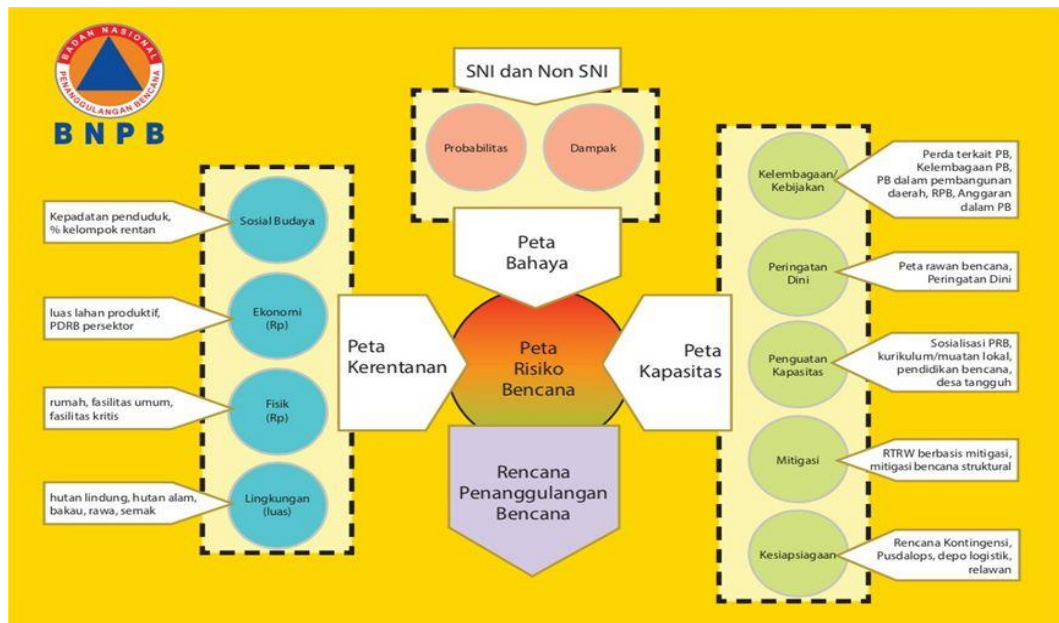 BADAN NASIONAL
PENANGGULANGAN BENCANA
BNPB
SNI dan Non SNI
Probabilitas
Dampak
Peta
Bahaya
Kepadatan penduduk,
% kelompok rentan
Sosial Budaya
luas lahan produktif,
PDRB persektor
Ekonomi
(Rp)
rumah, fasilitas umum,
fasilitas kritis
Fisik
(Rp)
hutan lindung, hutan alam,
bakau, rawa, semak
Lingkungan
(luas)
Peta
Kerentanan
Peta
Risiko
Bencana
Peta
Kapasitas
Rencana
Penanggulangan
Bencana
Kelembagaan/
Kebijakan
Perda terkait PB,
Kelembagaan PB,
PB dalam pembangunan
daerah, RPB, Anggaran
dalam PB
Peringatan
Dini
Peta rawan bencana,
Peringatan Dini
Penguatan
Kapasitas
Sosialisasi PRB,
kurikulum/muatan lokal,
pendidikan bencana,
desa tangguh
Mitigasi
RTRW berbasis mitigasi,
mitigasi bencana struktural
Kesiapsiagaan
Rencana Kontingensi,
Pusdalops, depo logistik,
relawan